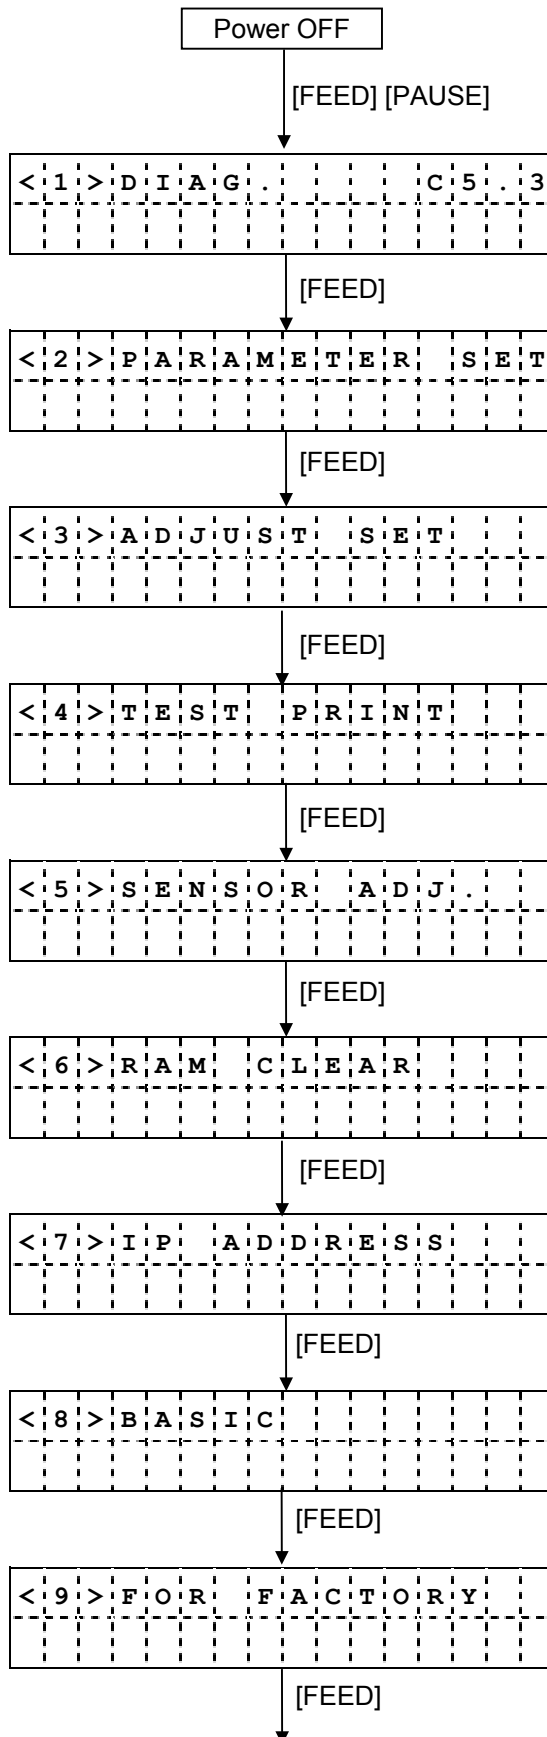 Power OFF
[FEED] [PAUSE]
<1>DIAG. C5.3
[FEED]
<2>PARAMETER SET
[FEED]
<3>ADJUST SET
[FEED]
<4>TEST PRINT
[FEED]
<5>SENSOR ADJ.
[FEED]
<6>RAM CLEAR
[FEED]
<7>IP ADDRESS
[FEED]
<8>BASIC
[FEED]
<9>FOR FACTORY
[FEED]